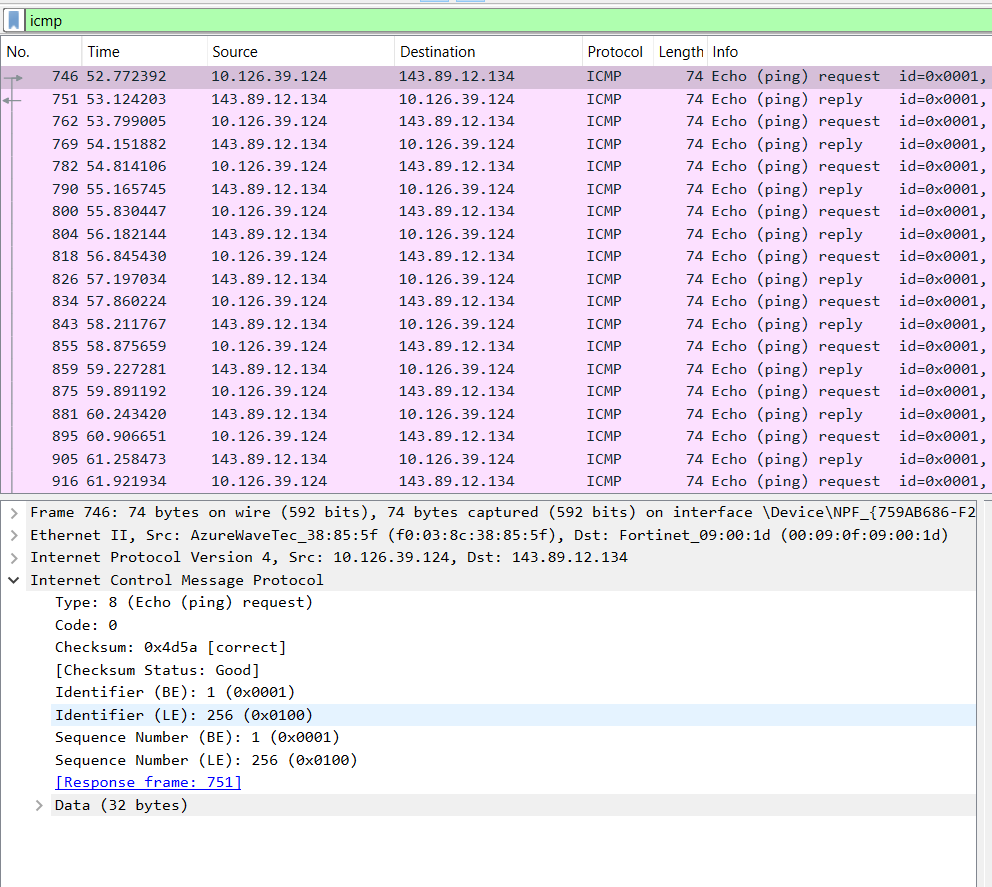 icmp
No. Time Source Destination Protocol Length Info
746 52.772392 10.126.39.124 143.89.12.134 ICMP 74 Echo (ping) request id=0x0001,
751 53.124203 143.89.12.134 10.126.39.124 ICMP 74 Echo (ping) reply id=0x0001,
762 53.799005 10.126.39.124 143.89.12.134 ICMP 74 Echo (ping) request id=0x0001,
769 54.151882 143.89.12.134 10.126.39.124 ICMP 74 Echo (ping) reply id=0x0001,
782 54.814106 10.126.39.124 143.89.12.134 ICMP 74 Echo (ping) request id=0x0001,
790 55.165745 143.89.12.134 10.126.39.124 ICMP 74 Echo (ping) reply id=0x0001,
800 55.830447 10.126.39.124 143.89.12.134 ICMP 74 Echo (ping) request id=0x0001,
804 56.182144 143.89.12.134 10.126.39.124 ICMP 74 Echo (ping) reply id=0x0001,
818 56.845430 10.126.39.124 143.89.12.134 ICMP 74 Echo (ping) request id=0x0001,
826 57.197034 143.89.12.134 10.126.39.124 ICMP 74 Echo (ping) reply id=0x0001,
834 57.860224 10.126.39.124 143.89.12.134 ICMP 74 Echo (ping) request id=0x0001,
843 58.211767 143.89.12.134 10.126.39.124 ICMP 74 Echo (ping) reply id=0x0001,
855 58.875659 10.126.39.124 143.89.12.134 ICMP 74 Echo (ping) request id=0x0001,
859 59.227281 143.89.12.134 10.126.39.124 ICMP 74 Echo (ping) reply id=0x0001,
875 59.891192 10.126.39.124 143.89.12.134 ICMP 74 Echo (ping) request id=0x0001,
881 60.243420 143.89.12.134 10.126.39.124 ICMP 74 Echo (ping) reply id=0x0001,
895 60.906651 10.126.39.124 143.89.12.134 ICMP 74 Echo (ping) request id=0x0001,
905 61.258473 143.89.12.134 10.126.39.124 ICMP 74 Echo (ping) reply id=0x0001,
916 61.921934 10.126.39.124 143.89.12.134 ICMP 74 Echo (ping) request id=0x0001,
Frame 746: 74 bytes on wire (592 bits), 74 bytes captured (592 bits) on interface \Device\NPF_{759AB686-F2
Ethernet II, Src: AzureWaveTec_38:85:5f (f0:03:8c:38:85:5f), Dst: Fortinet_09:00:1d (00:09:0f:09:00:1d)
Internet Protocol Version 4, Src: 10.126.39.124, Dst: 143.89.12.134
Internet Control Message Protocol
Type: 8 (Echo (ping) request)
Code: 0
Checksum: 0x4d5a [correct]
[Checksum Status: Good]
Identifier (BE): 1 (0x0001)
Identifier (LE): 256 (0x0100)
Sequence Number (BE): 1 (0x0001)
Sequence Number (LE): 256 (0x0100)
[Response frame: 751]
Data (32 bytes)